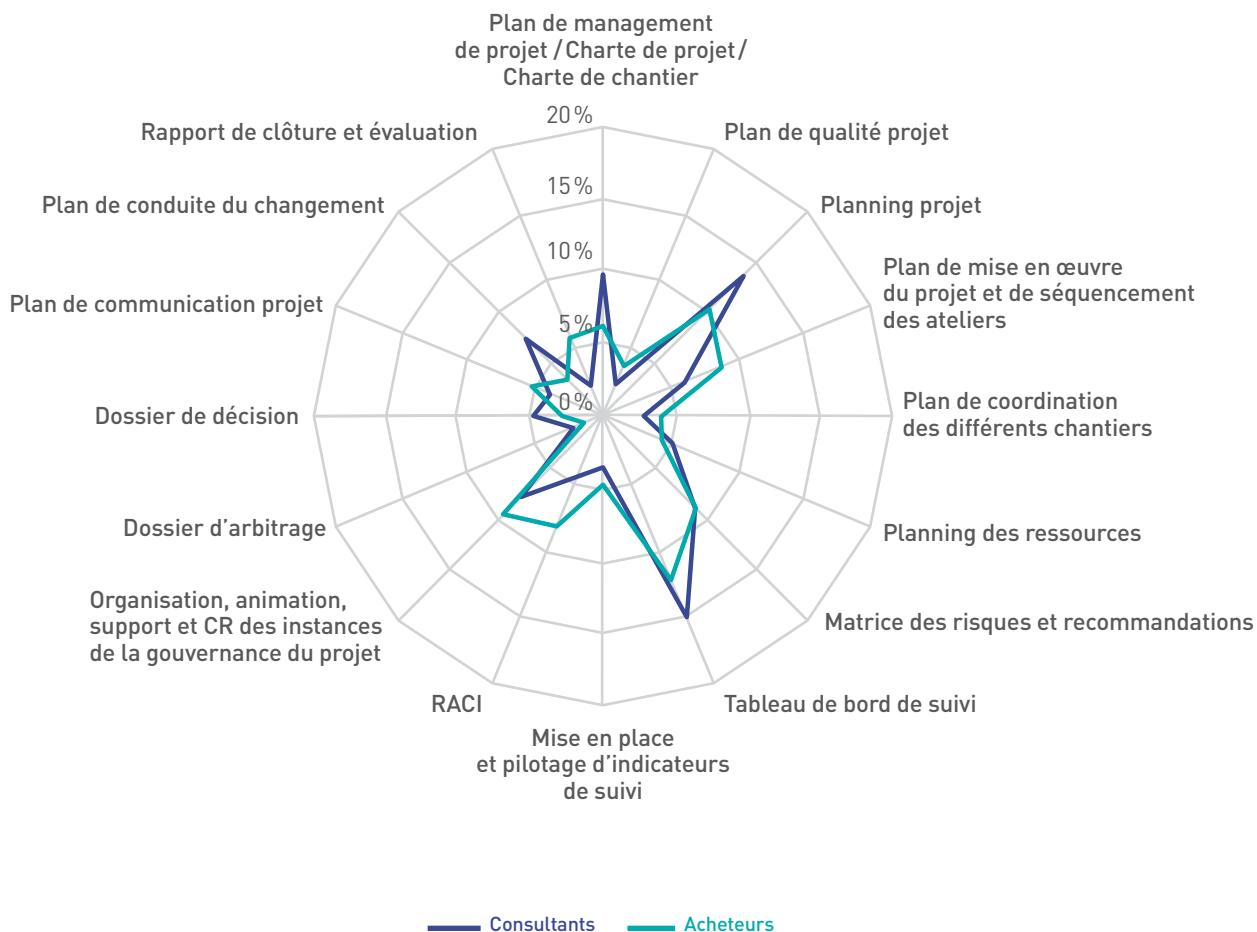 Plan de management
de projet / Charte de projet /
Charte de chantier
20 %
15 %
10 %
5 %
0 %
Plan de qualité projet
Planning projet
Plan de mise en œuvre
du projet et de séquencement
des ateliers
Plan de coordination
des différents chantiers
Planning des ressources
Matrice des risques et recommandations
Tableau de bord de suivi
Mise en place
et pilotage d’indicateurs
de suivi
RACI
Organisation, animation,
support et CR des instances
de la gouvernance du projet
Dossier d’arbitrage
Dossier de décision
Plan de communication projet
Plan de conduite du changement
Rapport de clôture et évaluation
Consultants
Acheteurs